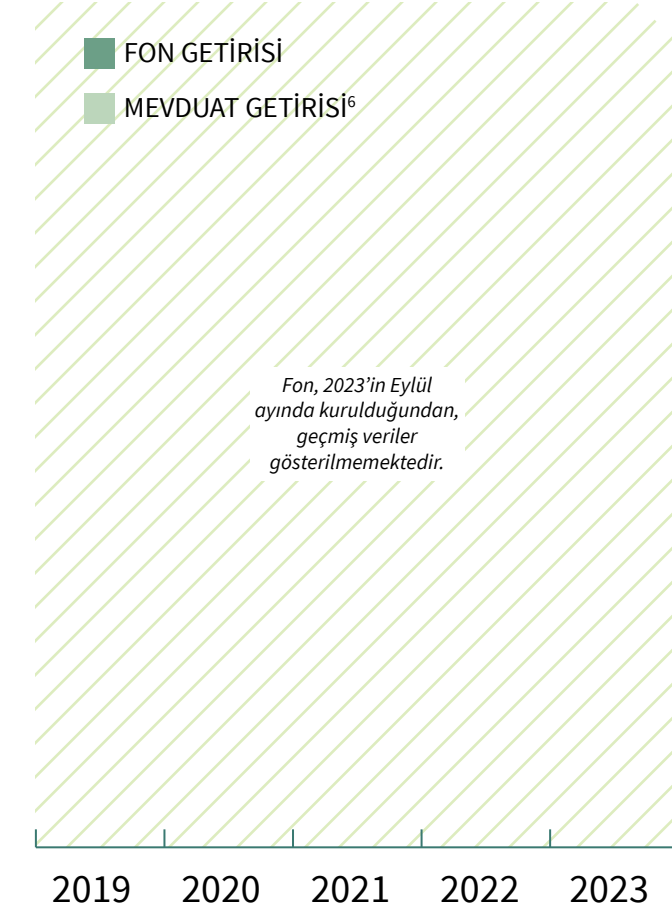 FON GETİRİSİ
MEVDUAT GETİRİSİ⁶
Fon, 2023’in Eylül
ayında kurulduğundan,
geçmiş veriler
gösterilmemektedir.
2019 2020 2021 2022 2023